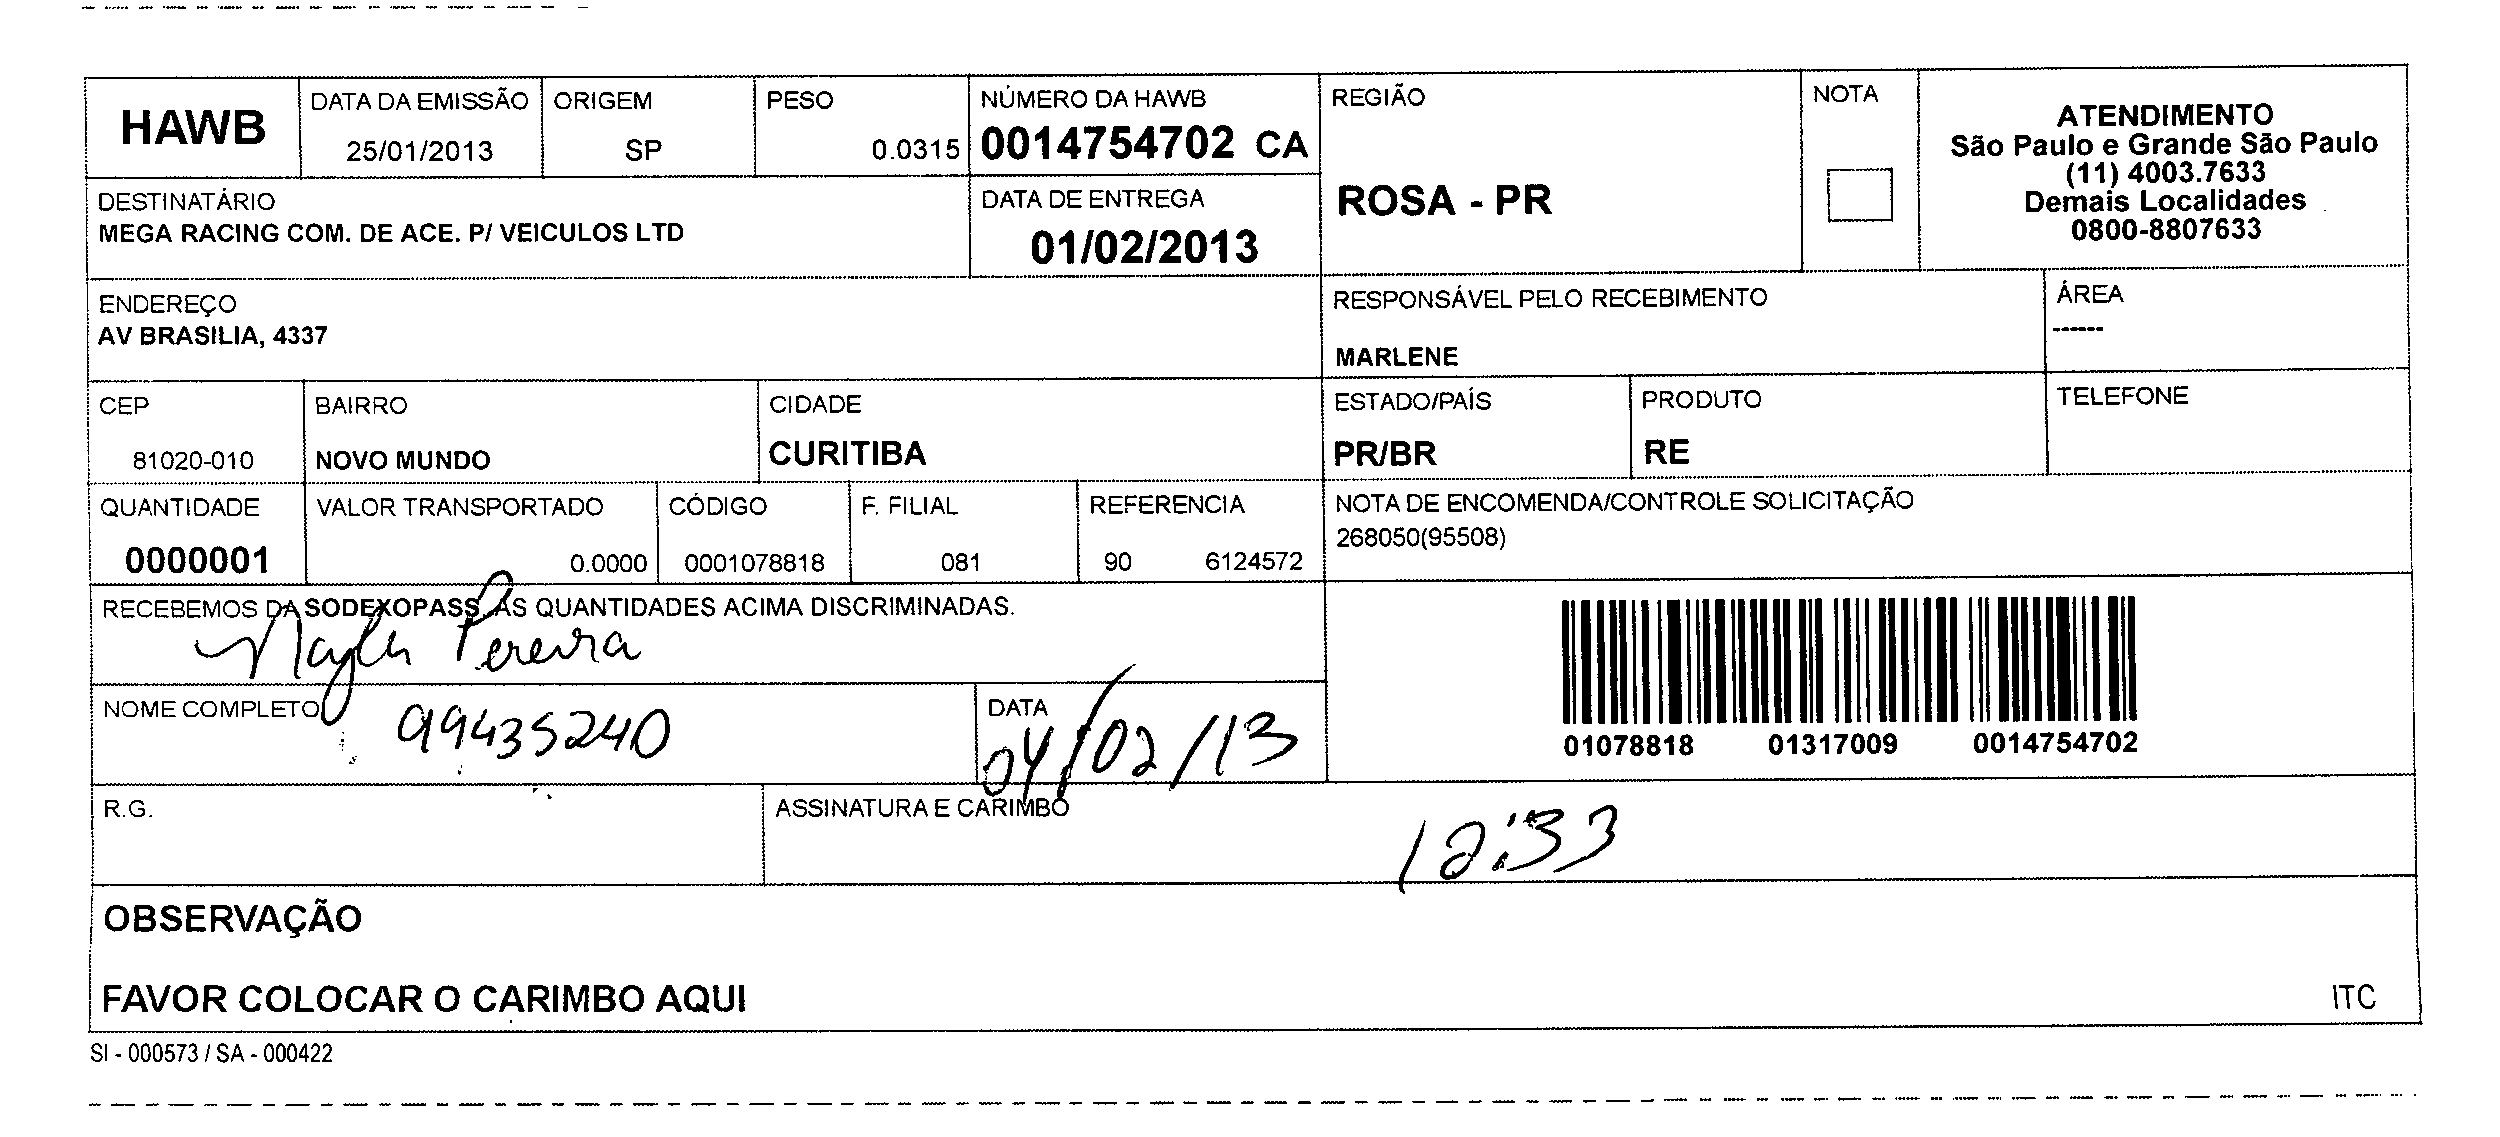 HAWB
DATA DA EMISSÃO
25/01/2013
ORIGEM
SP
PESO
0.0315
NÚMERO DA HAWB
0014754702 CA
REGIÃO
ROSA - PR
NOTA
ATENDIMENTO
São Paulo e Grande São Paulo
(11) 4003.7633
Demais Localidades
0800-8807633
DESTINATÁRIO
MEGA RACING COM. DE ACE. P/ VEICULOS LTD
DATA DE ENTREGA
01/02/2013
ENDEREÇO
AV BRASILIA, 4337
RESPONSÁVEL PELO RECEBIMENTO
MARLENE
ÁREA
------
CEP
81020-010
BAIRRO
NOVO MUNDO
CIDADE
CURITIBA
ESTADO/PAÍS
PR/BR
PRODUTO
RE
TELEFONE
QUANTIDADE
0000001
VALOR TRANSPORTADO
0.0000
CÓDIGO
0001078818
F. FILIAL
081
REFERENCIA
90 6124572
NOTA DE ENCOMENDA/CONTROLE SOLICITAÇÃO
268050(95508)
RECEBEMOS DA SODEXOPASS, AS QUANTIDADES ACIMA DISCRIMINADAS.
Pereira
NOME COMPLETO
99435240
DATA
04/02/13
01078818 01317009 0014754702
R.G.
ASSINATURA E CARIMBO
12:33
OBSERVAÇÃO
FAVOR COLOCAR O CARIMBO AQUI
ITC
SI - 000573 / SA - 000422